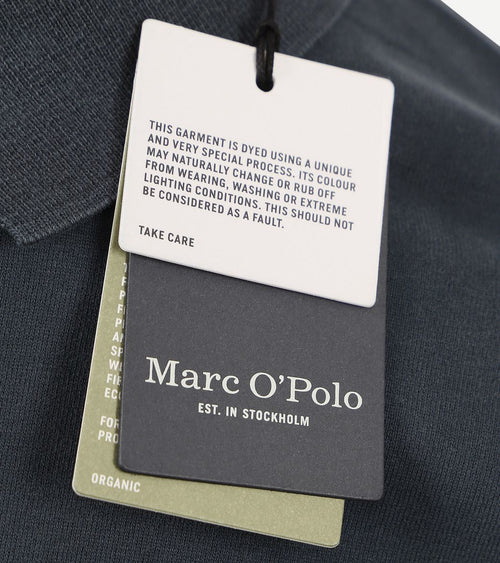 THIS GARMENT IS DYED USING A UNIQUE
AND VERY SPECIAL PROCESS. ITS COLOUR
MAY NATURALLY CHANGE OR RUB OFF
FROM WEARING, WASHING OR EXTREME
LIGHTING CONDITIONS. THIS SHOULD NOT
BE CONSIDERED AS A FAULT.
TAKE CARE
Marc O'Polo
EST. IN STOCKHOLM
ORGANIC